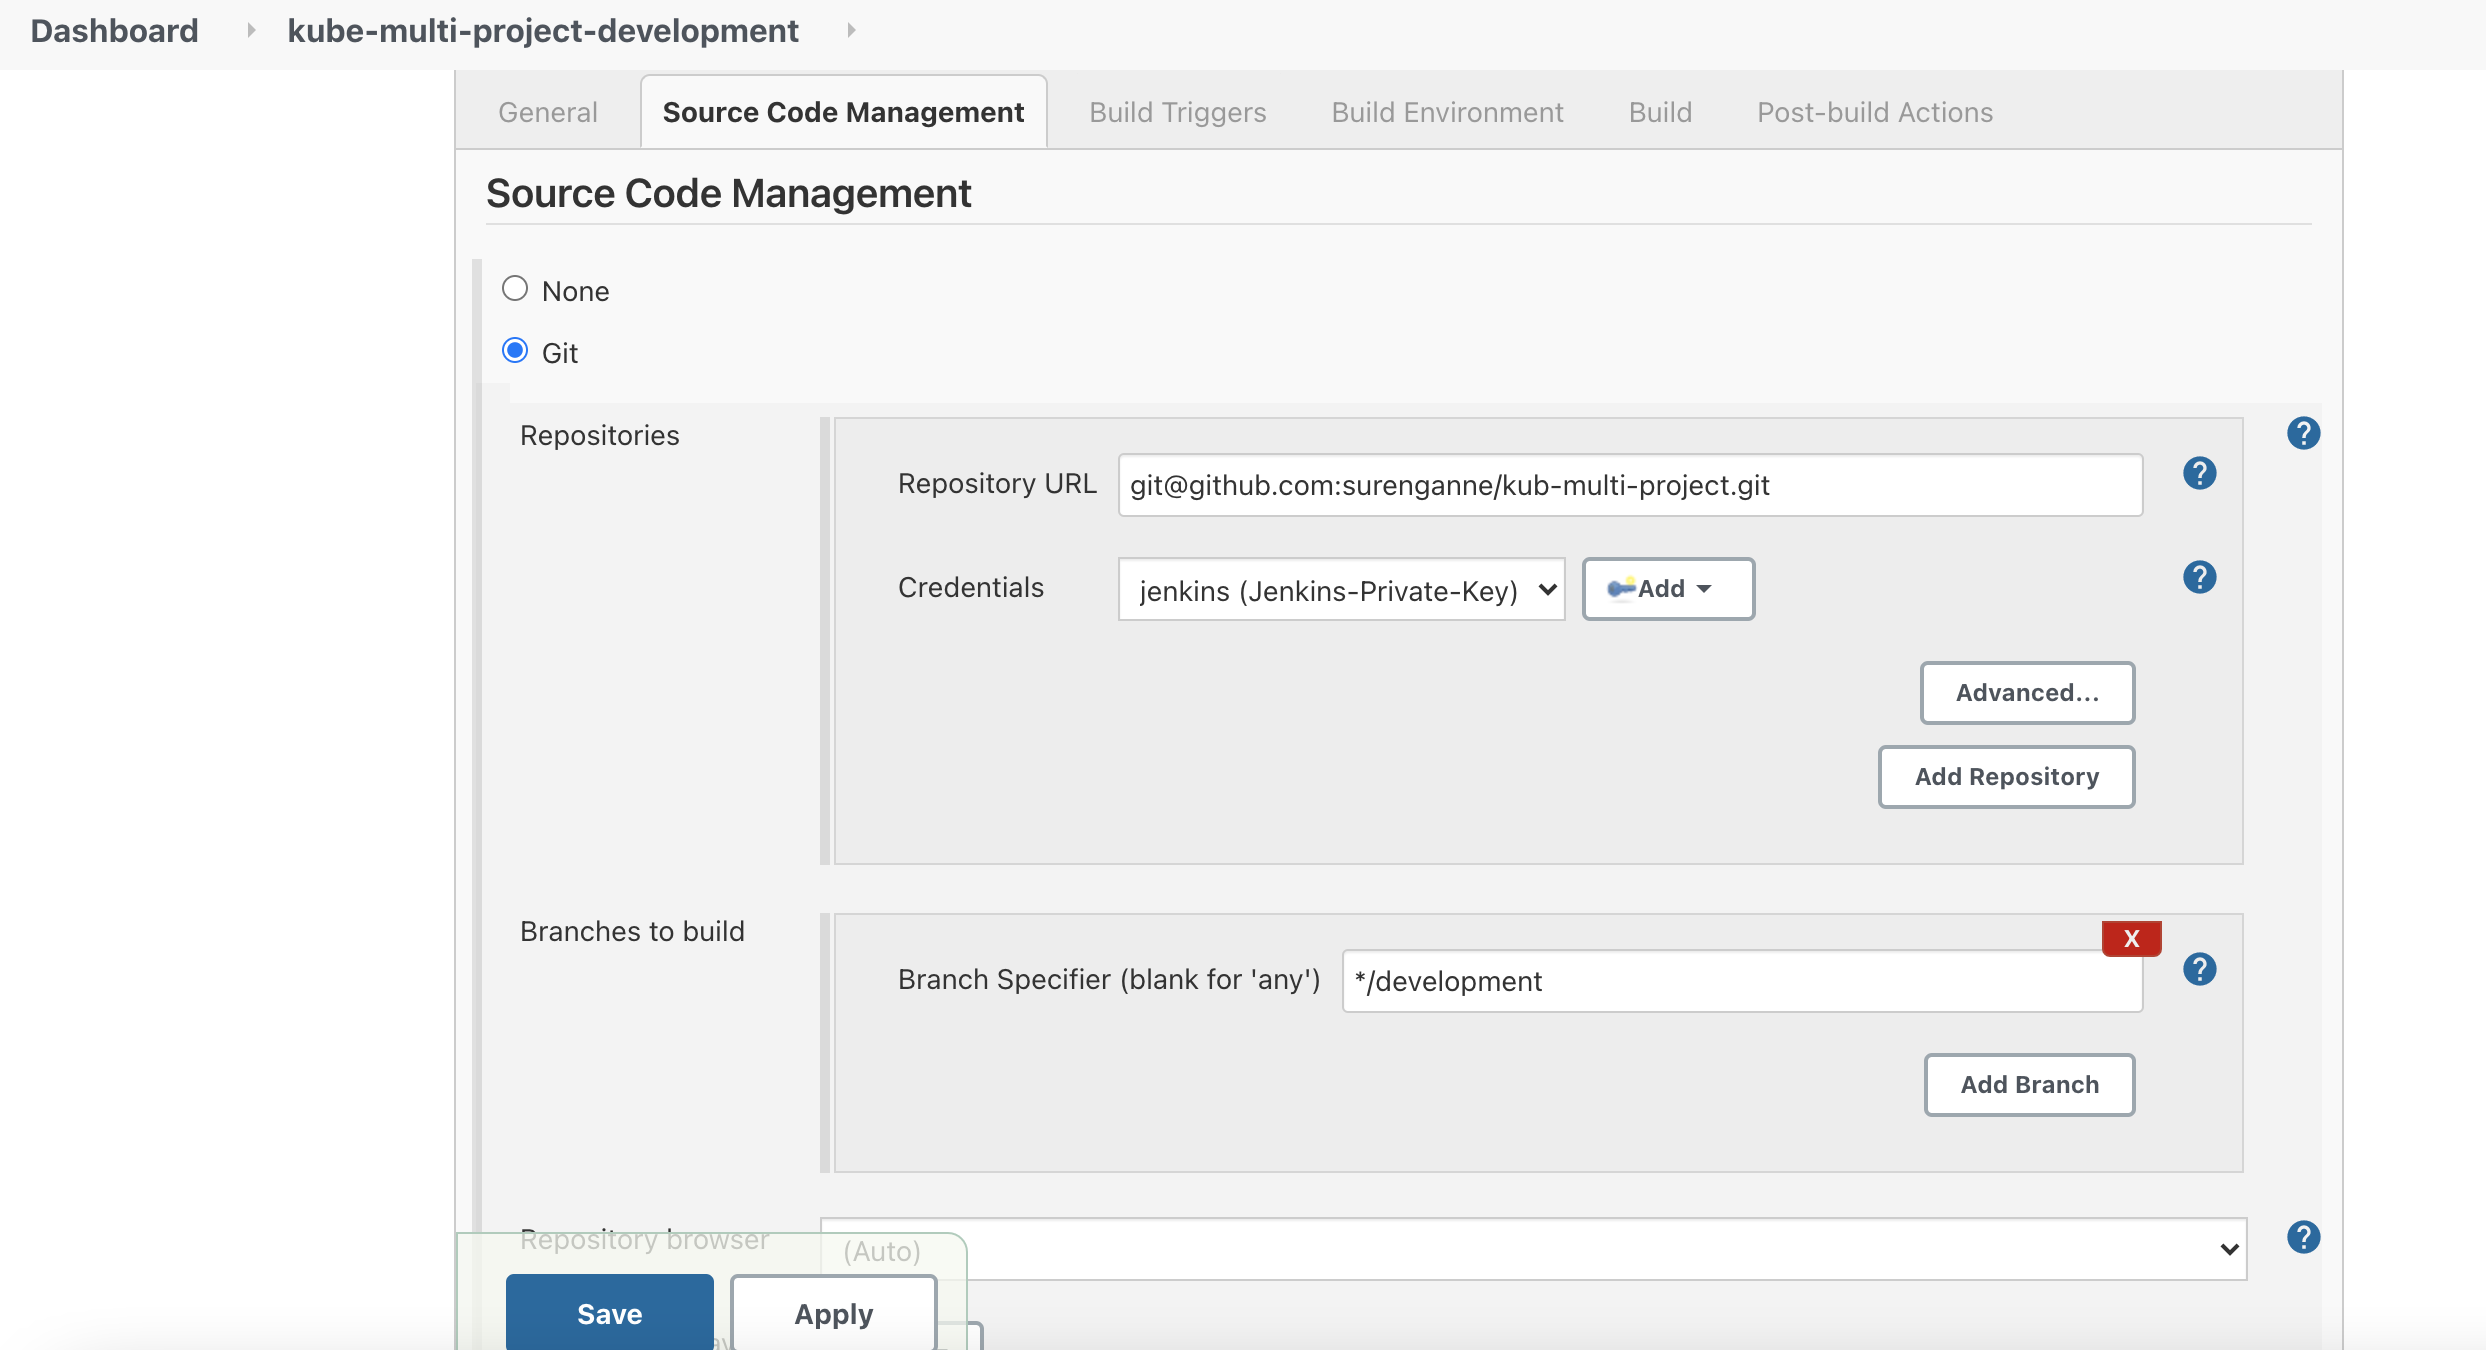 Dashboard kube-multi-project-development
General Source Code Management Build Triggers Build Environment Build Post-build Actions
Source Code Management
None
Git
Repositories
?
Repository URL git@github.com:surenganne/kub-multi-project.git ?
Credentials jenkins (Jenkins-Private-Key) Add ?
Advanced...
Add Repository
Branches to build
X
Branch Specifier (blank for 'any') */development ?
Add Branch
Repository browser (Auto) ?
Save Apply